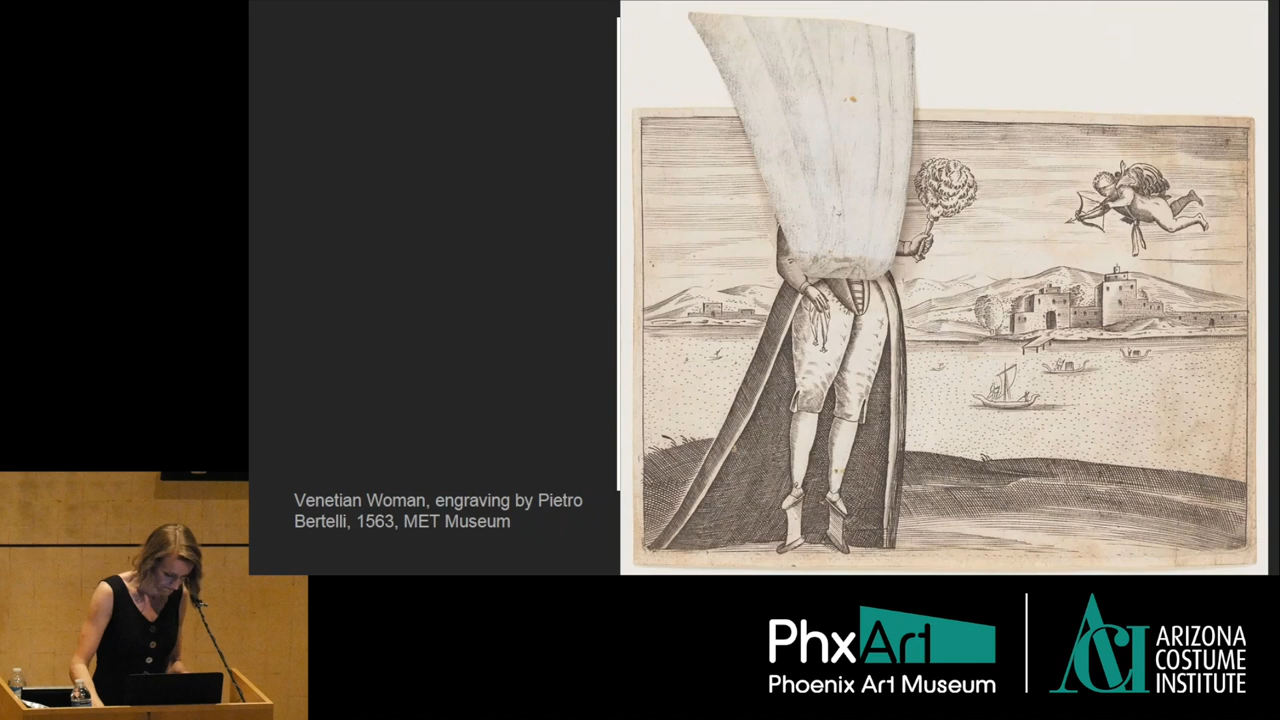 Venetian Woman, engraving by Pietro
Bertelli, 1563, MET Museum
PhxArt
Phoenix Art Museum
ACI
ARIZONA
COSTUME
INSTITUTE